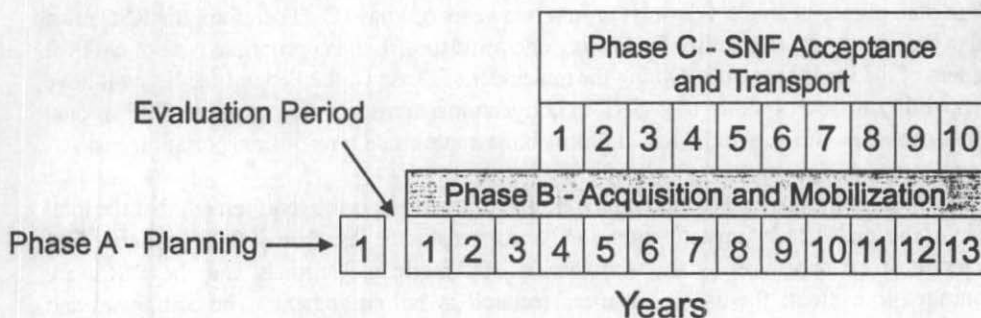 Phase C - SNF Acceptance
and Transport
Evaluation Period
1 2 3 4 5 6 7 8 9 10
Phase B - Acquisition and Mobilization
Phase A - Planning
1
1 2 3 4 5 6 7 8 9 10 11 12 13
Years